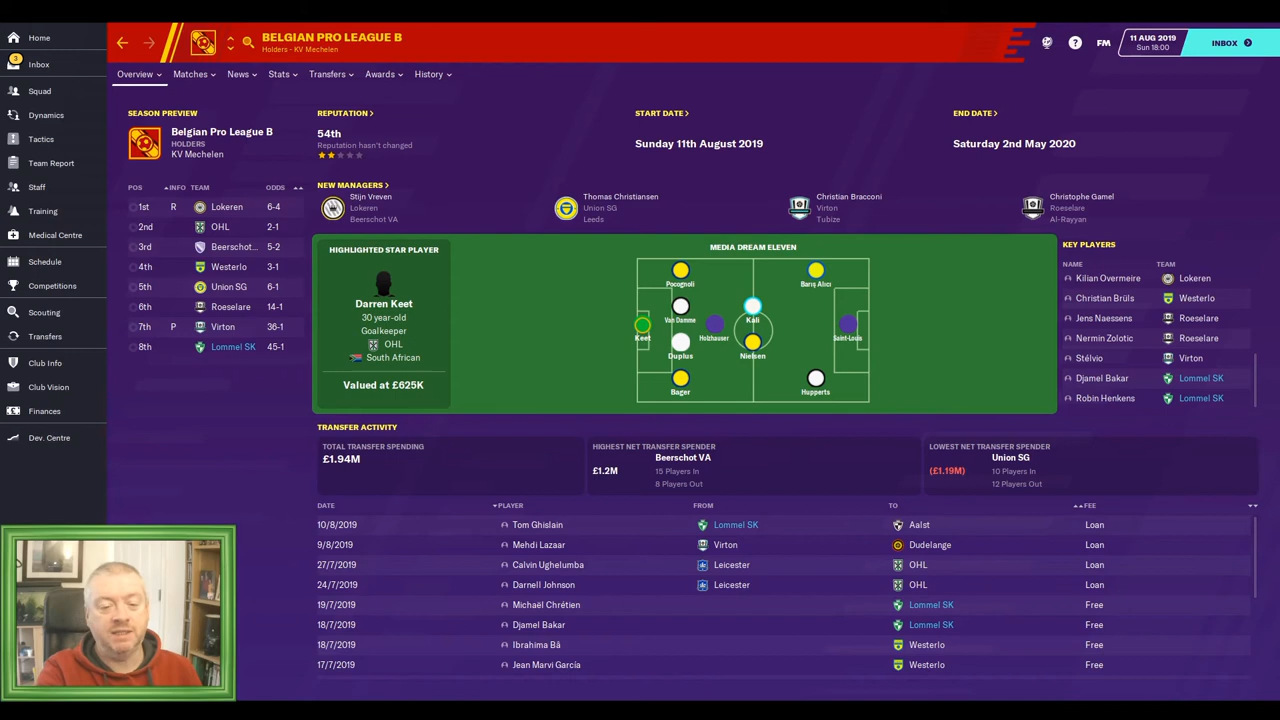 Home
3
Inbox
Squad
Dynamics
Tactics
Team Report
Staff
Training
Medical Centre
Schedule
Competitions
Scouting
Transfers
Club Info
Club Vision
Finances
Dev. Centre
BELGIAN PRO LEAGUE B
Holders - KV Mechelen
FM
11 AUG 2019
Sun 18:00
INBOX
Overview Matches News Stats Transfers Awards History
SEASON PREVIEW
Belgian Pro League B
HOLDERS
KV Mechelen
REPUTATION
54th
Reputation hasn't changed
START DATE
Sunday 11th August 2019
END DATE
Saturday 2nd May 2020
POS INFO TEAM ODDS
1st R Lokeren 6-4
2nd OHL 2-1
3rd Beerschot... 5-2
4th Westerlo 3-1
5th Union SG 6-1
6th Roeselare 14-1
7th P Virton 36-1
8th Lommel SK 45-1
NEW MANAGERS
Stijn Vreven
Lokeren
Beerschot VA
Thomas Christiansen
Union SG
Leeds
Christian Bracconi
Virton
Tubize
Christophe Gamel
Roeselare
Al-Rayyan
HIGHLIGHTED STAR PLAYER
Darren Keet
30 year-old
Goalkeeper
OHL
South African
Valued at £625K
MEDIA DREAM ELEVEN
Pocognoli
Barış Alıcı
Van Damme
Kali
Keet
Holzhauser
Saint-Louis
Duplus
Nielsen
Bager
Hupperts
KEY PLAYERS
NAME TEAM
Kilian Overmeire Lokeren
Christian Brüls Westerlo
Jens Naessens Roeselare
Nermin Zolotic Roeselare
Stélvio Virton
Djamel Bakar Lommel SK
Robin Henkens Lommel SK
TRANSFER ACTIVITY
TOTAL TRANSFER SPENDING
£1.94M
HIGHEST NET TRANSFER SPENDER
Beerschot VA
£1.2M
15 Players In
8 Players Out
LOWEST NET TRANSFER SPENDER
Union SG
(£1.19M)
10 Players In
12 Players Out
DATE PLAYER FROM TO FEE
10/8/2019 Tom Ghislain Lommel SK Aalst Loan
9/8/2019 Mehdi Lazaar Virton Dudelange Loan
27/7/2019 Calvin Ughelumba Leicester OHL Loan
24/7/2019 Darnell Johnson Leicester OHL Loan
19/7/2019 Michaël Chrétien Lommel SK Free
18/7/2019 Djamel Bakar Lommel SK Free
18/7/2019 Ibrahima Bâ Westerlo Free
17/7/2019 Jean Marvi García Westerlo Free